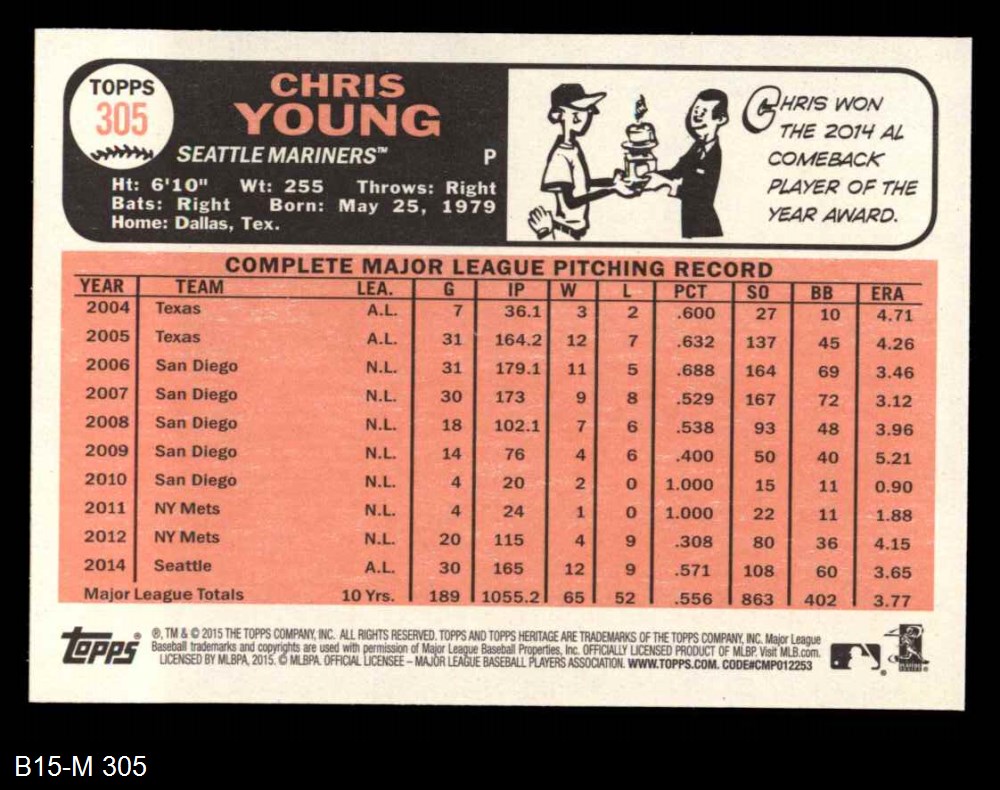 TOPPS
305
CHRIS
YOUNG
SEATTLE MARINERS™ P
Ht: 6'10" Wt: 255 Throws: Right
Bats: Right Born: May 25, 1979
Home: Dallas, Tex.
CHRIS WON
THE 2014 AL
COMEBACK
PLAYER OF THE
YEAR AWARD.
COMPLETE MAJOR LEAGUE PITCHING RECORD
YEAR TEAM LEA. G IP W L PCT SO BB ERA
2004 Texas A.L. 7 36.1 3 2 .600 27 10 4.71
2005 Texas A.L. 31 164.2 12 7 .632 137 45 4.26
2006 San Diego N.L. 31 179.1 11 5 .688 164 69 3.46
2007 San Diego N.L. 30 173 9 8 .529 167 72 3.12
2008 San Diego N.L. 18 102.1 7 6 .538 93 48 3.96
2009 San Diego N.L. 14 76 4 6 .400 50 40 5.21
2010 San Diego N.L. 4 20 2 0 1.000 15 11 0.90
2011 NY Mets N.L. 4 24 1 0 1.000 22 11 1.88
2012 NY Mets N.L. 20 115 4 9 .308 80 36 4.15
2014 Seattle A.L. 30 165 12 9 .571 108 60 3.65
Major League Totals 10 Yrs. 189 1055.2 65 52 .556 863 402 3.77
topps
®, TM & © 2015 THE TOPPS COMPANY, INC. ALL RIGHTS RESERVED. TOPPS AND TOPPS HERITAGE ARE TRADEMARKS OF THE TOPPS COMPANY, INC. Major League
Baseball trademarks and copyrights are used with permission of Major League Baseball Properties, Inc. OFFICIALLY LICENSED PRODUCT OF MLBP. Visit MLB.com.
LICENSED BY MLBPA, 2015. © MLBPA. OFFICIAL LICENSEE – MAJOR LEAGUE BASEBALL PLAYERS ASSOCIATION. WWW.TOPPS.COM. CODE#CMP012253
B15-M 305